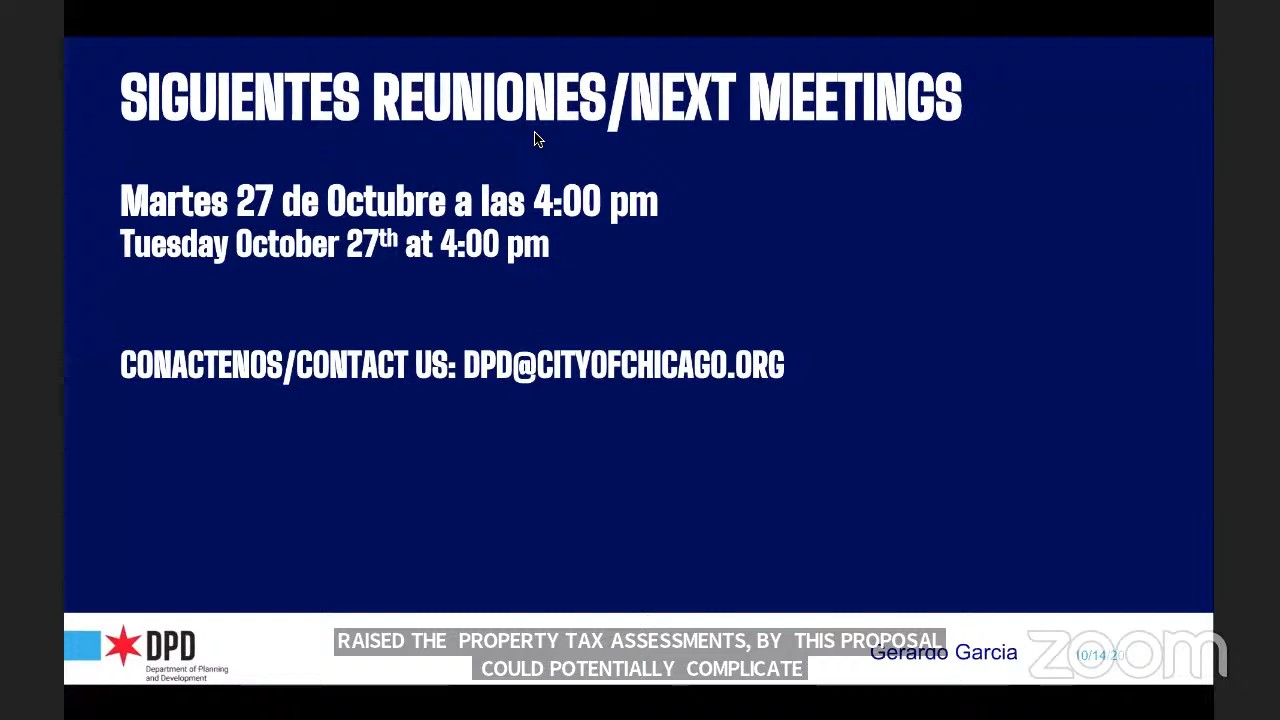 SIGUIENTES REUNIONES/NEXT MEETINGS
Martes 27 de Octubre a las 4:00 pm
Tuesday October 27th at 4:00 pm
CONACTENOS/CONTACT US: DPD@CITYOFCHICAGO.ORG
DPD
Department of Planning
and Development
RAISED THE PROPERTY TAX ASSESSMENTS, BY THIS PROPOSAL
COULD POTENTIALLY COMPLICATE
Gerardo Garcia
zoom